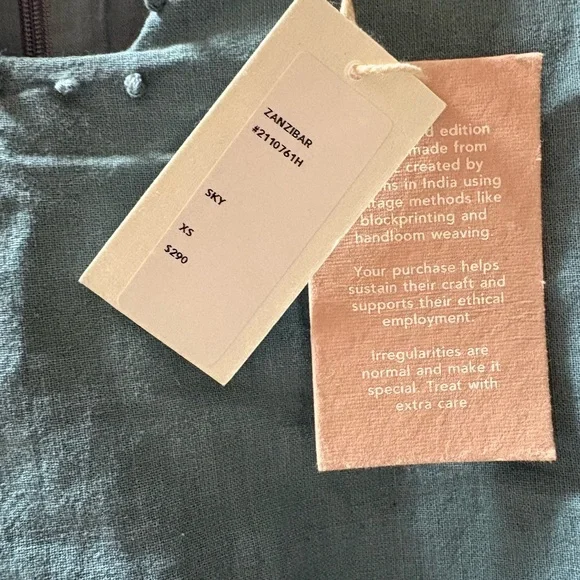 ZANZIBAR
#2110761H
SKY
XS
$290
edition
made from
created by
in India using
methods like
blockprinting and
handloom weaving
Your purchase helps
sustain their craft and
supports their ethical
employment.
Irregularities are
normal and make it
special. Treat with
extra care